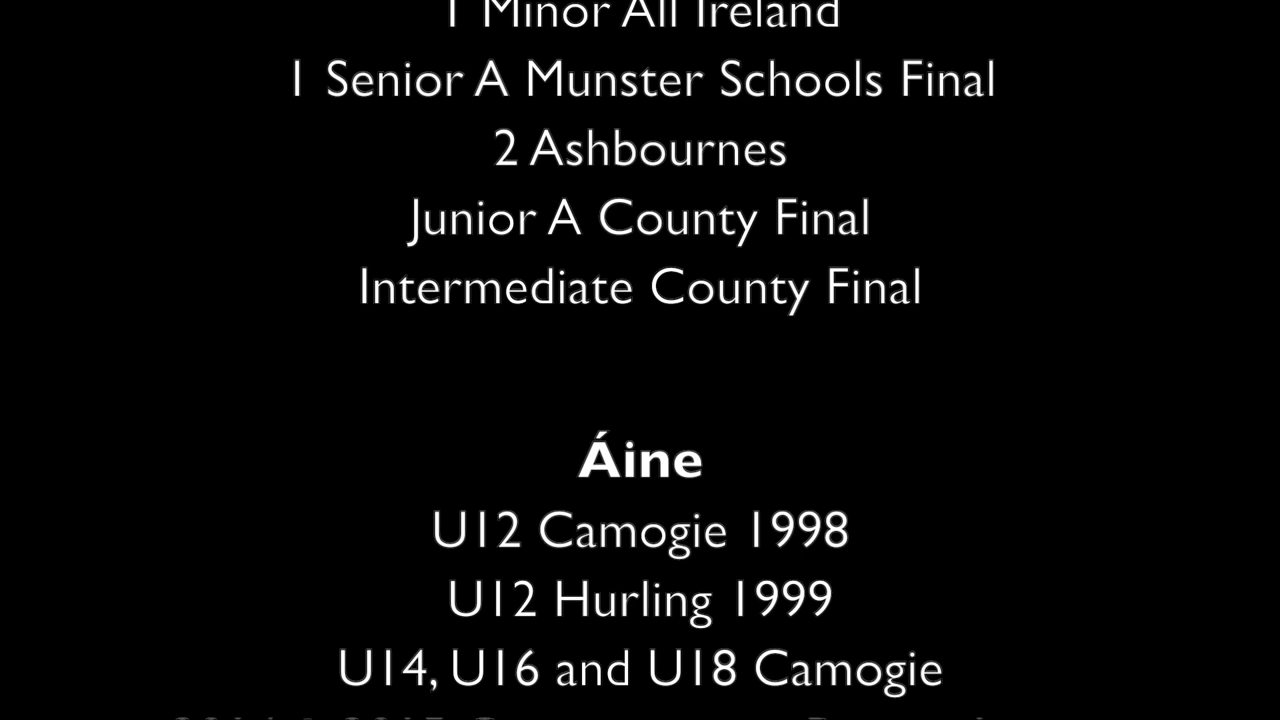 1 Minor All Ireland
1 Senior A Munster Schools Final
2 Ashbournes
Junior A County Final
Intermediate County Final
Áine
U12 Camogie 1998
U12 Hurling 1999
U14, U16 and U18 Camogie